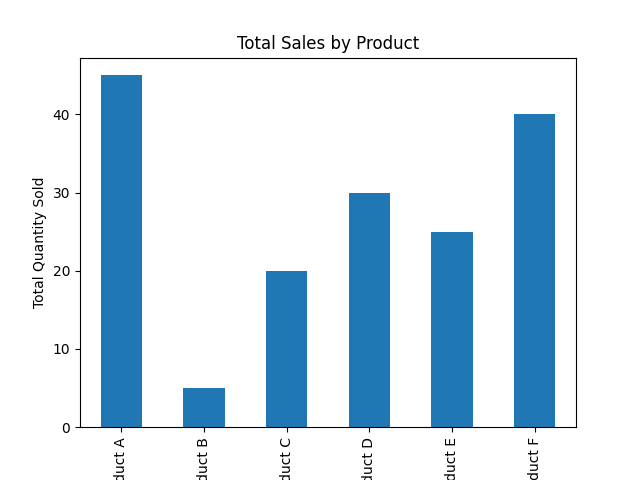 Total Sales by Product
Total Quantity Sold
40
30
20
10
0
duct A
duct B
duct C
duct D
duct E
duct F